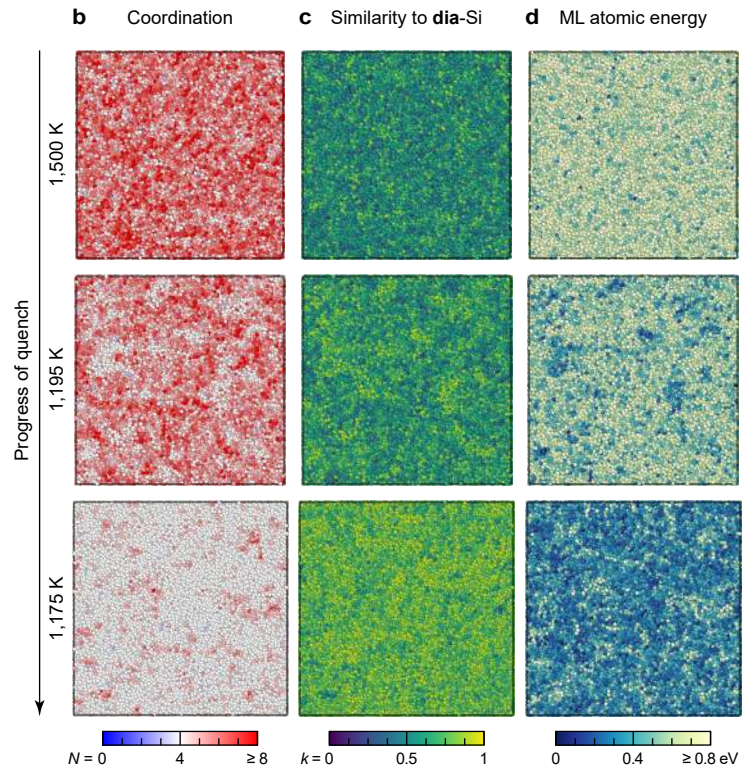 b Coordination
c Similarity to dia-Si
d ML atomic energy
Progress of quench
1,500 K
1,195 K
1,175 K
N = 0 4 ≥ 8
k = 0 0.5 1
0 0.4 ≥ 0.8 eV